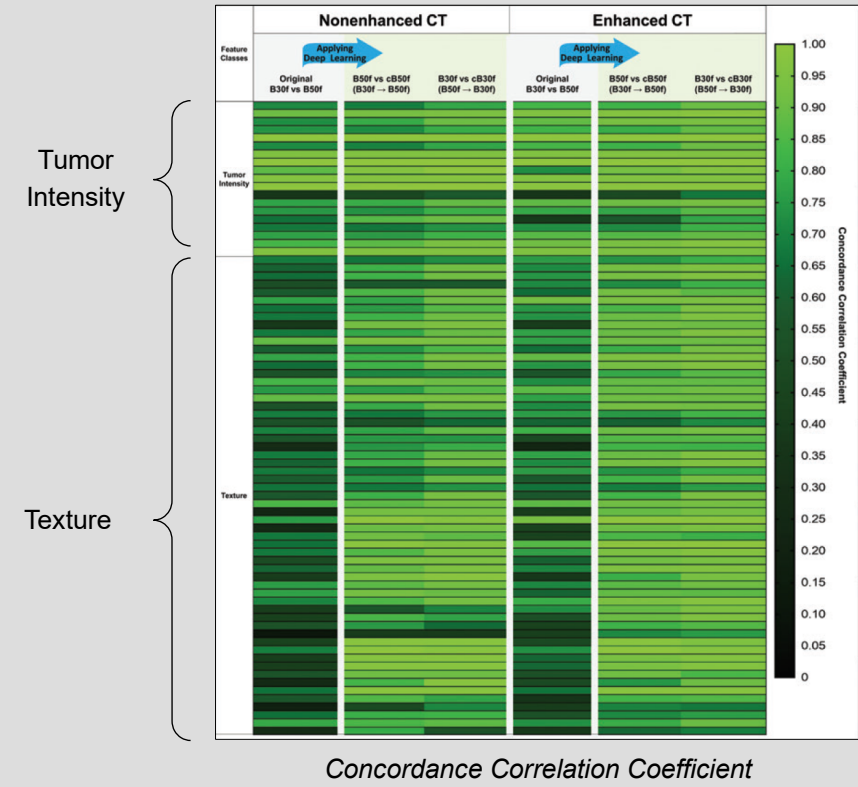 Nonenhanced CT
Enhanced CT
Feature
Classes
Applying
Deep Learning
Original
B30f vs B50f
B50f vs cB50f
(B30f → B50f)
B30f vs cB30f
(B50f → B30f)
Applying
Deep Learning
Original
B30f vs B50f
B50f vs cB50f
(B30f → B50f)
B30f vs cB30f
(B50f → B30f)
Tumor
Intensity
Tumor
Intensity
Texture
Texture
1.00
0.95
0.90
0.85
0.80
0.75
0.70
0.65
0.60
0.55
0.50
0.45
0.40
0.35
0.30
0.25
0.20
0.15
0.10
0.05
0
Concordance Correlation Coefficient
Concordance Correlation Coefficient